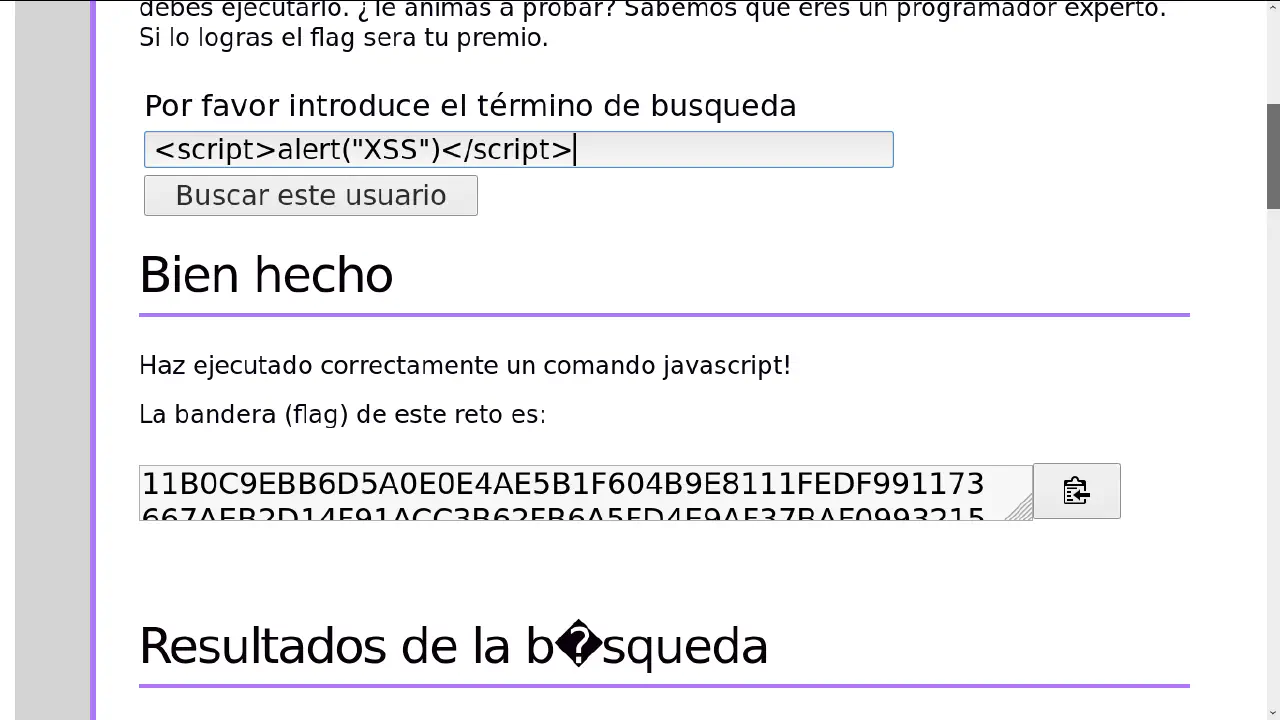 debes ejecutarlo. ¿Te animas a probar? Sabemos que eres un programador experto.
Si lo logras el flag sera tu premio.
Por favor introduce el término de busqueda
<script>alert("XSS")</script>
Buscar este usuario
Bien hecho
Haz ejecutado correctamente un comando javascript!
La bandera (flag) de este reto es:
11B0C9EBB6D5A0E0E4AE5B1F604B9E8111FEDF991173
Resultados de la b�squeda